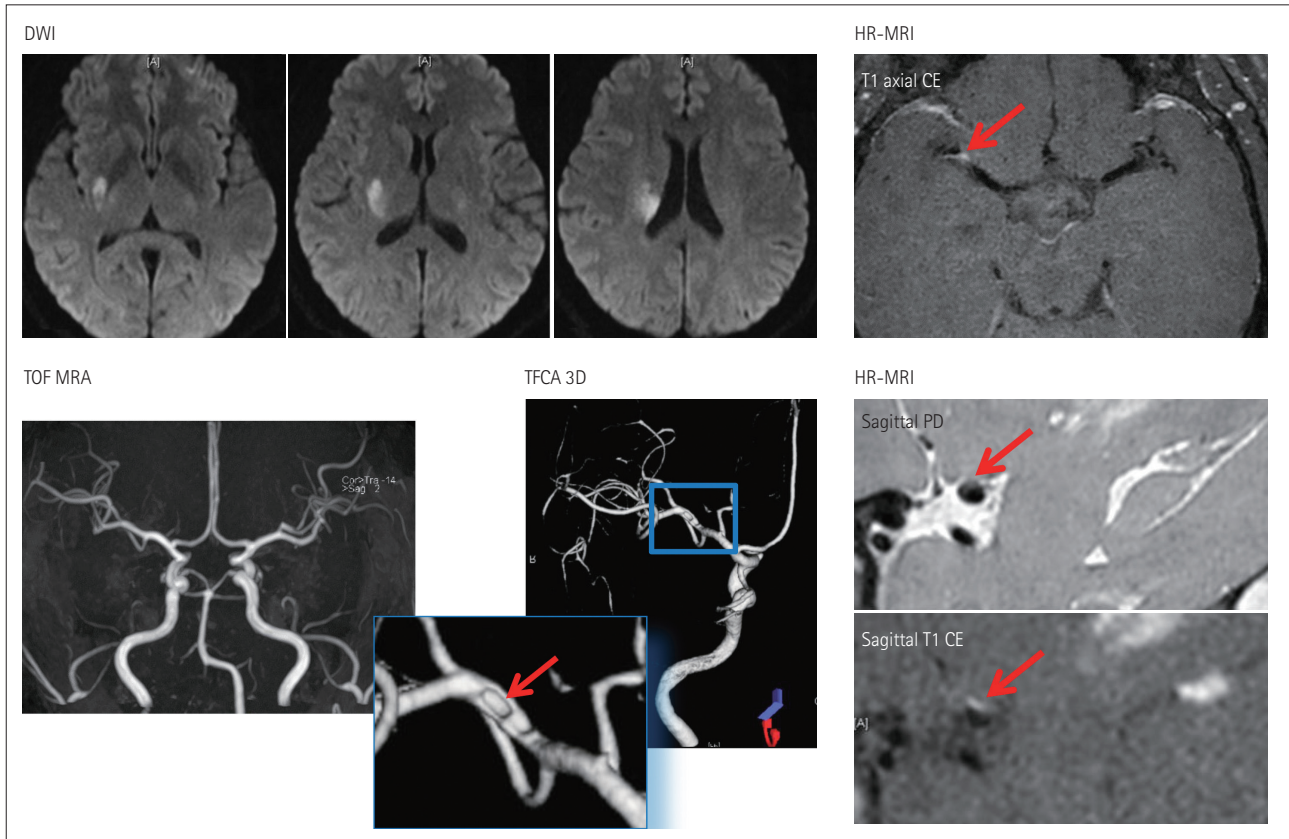 DWI
[A]
[A]
[A]
HR-MRI
T1 axial CE
TOF MRA
Cor>Tra -14
>Sag 2
TFCA 3D
R
HR-MRI
Sagittal PD
Sagittal T1 CE
[A]